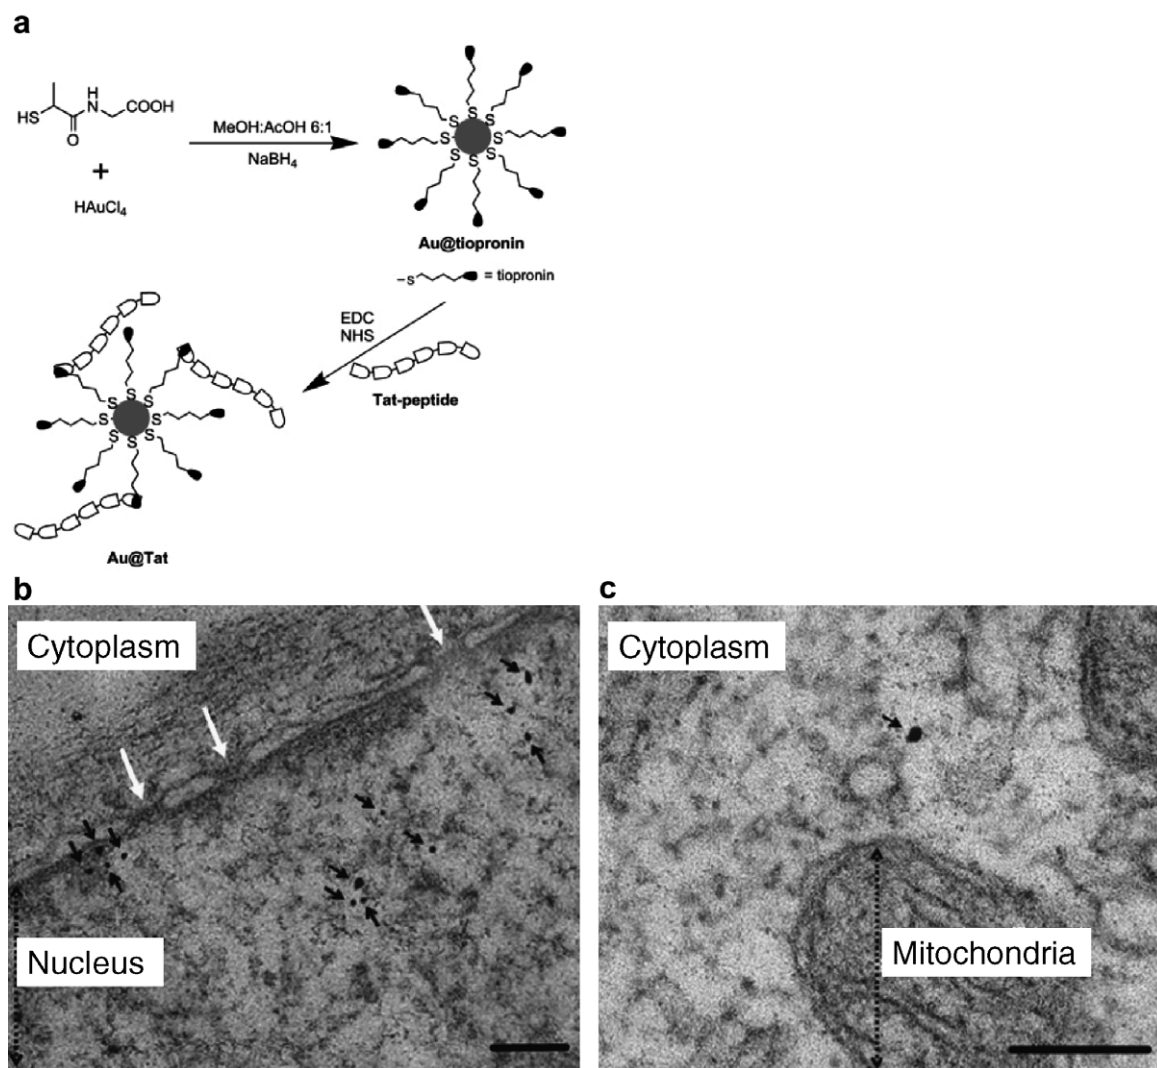 a
HS
H
N
O
COOH
+
HAuCl4
MeOH:AcOH 6:1
NaBH4
S
S
S
S
S
S
S
S
Au@tiopronin
–S = tiopronin
EDC
NHS
Tat-peptide
S
S
S
S
S
S
S
S
Au@Tat
b
Cytoplasm
Nucleus
c
Cytoplasm
Mitochondria